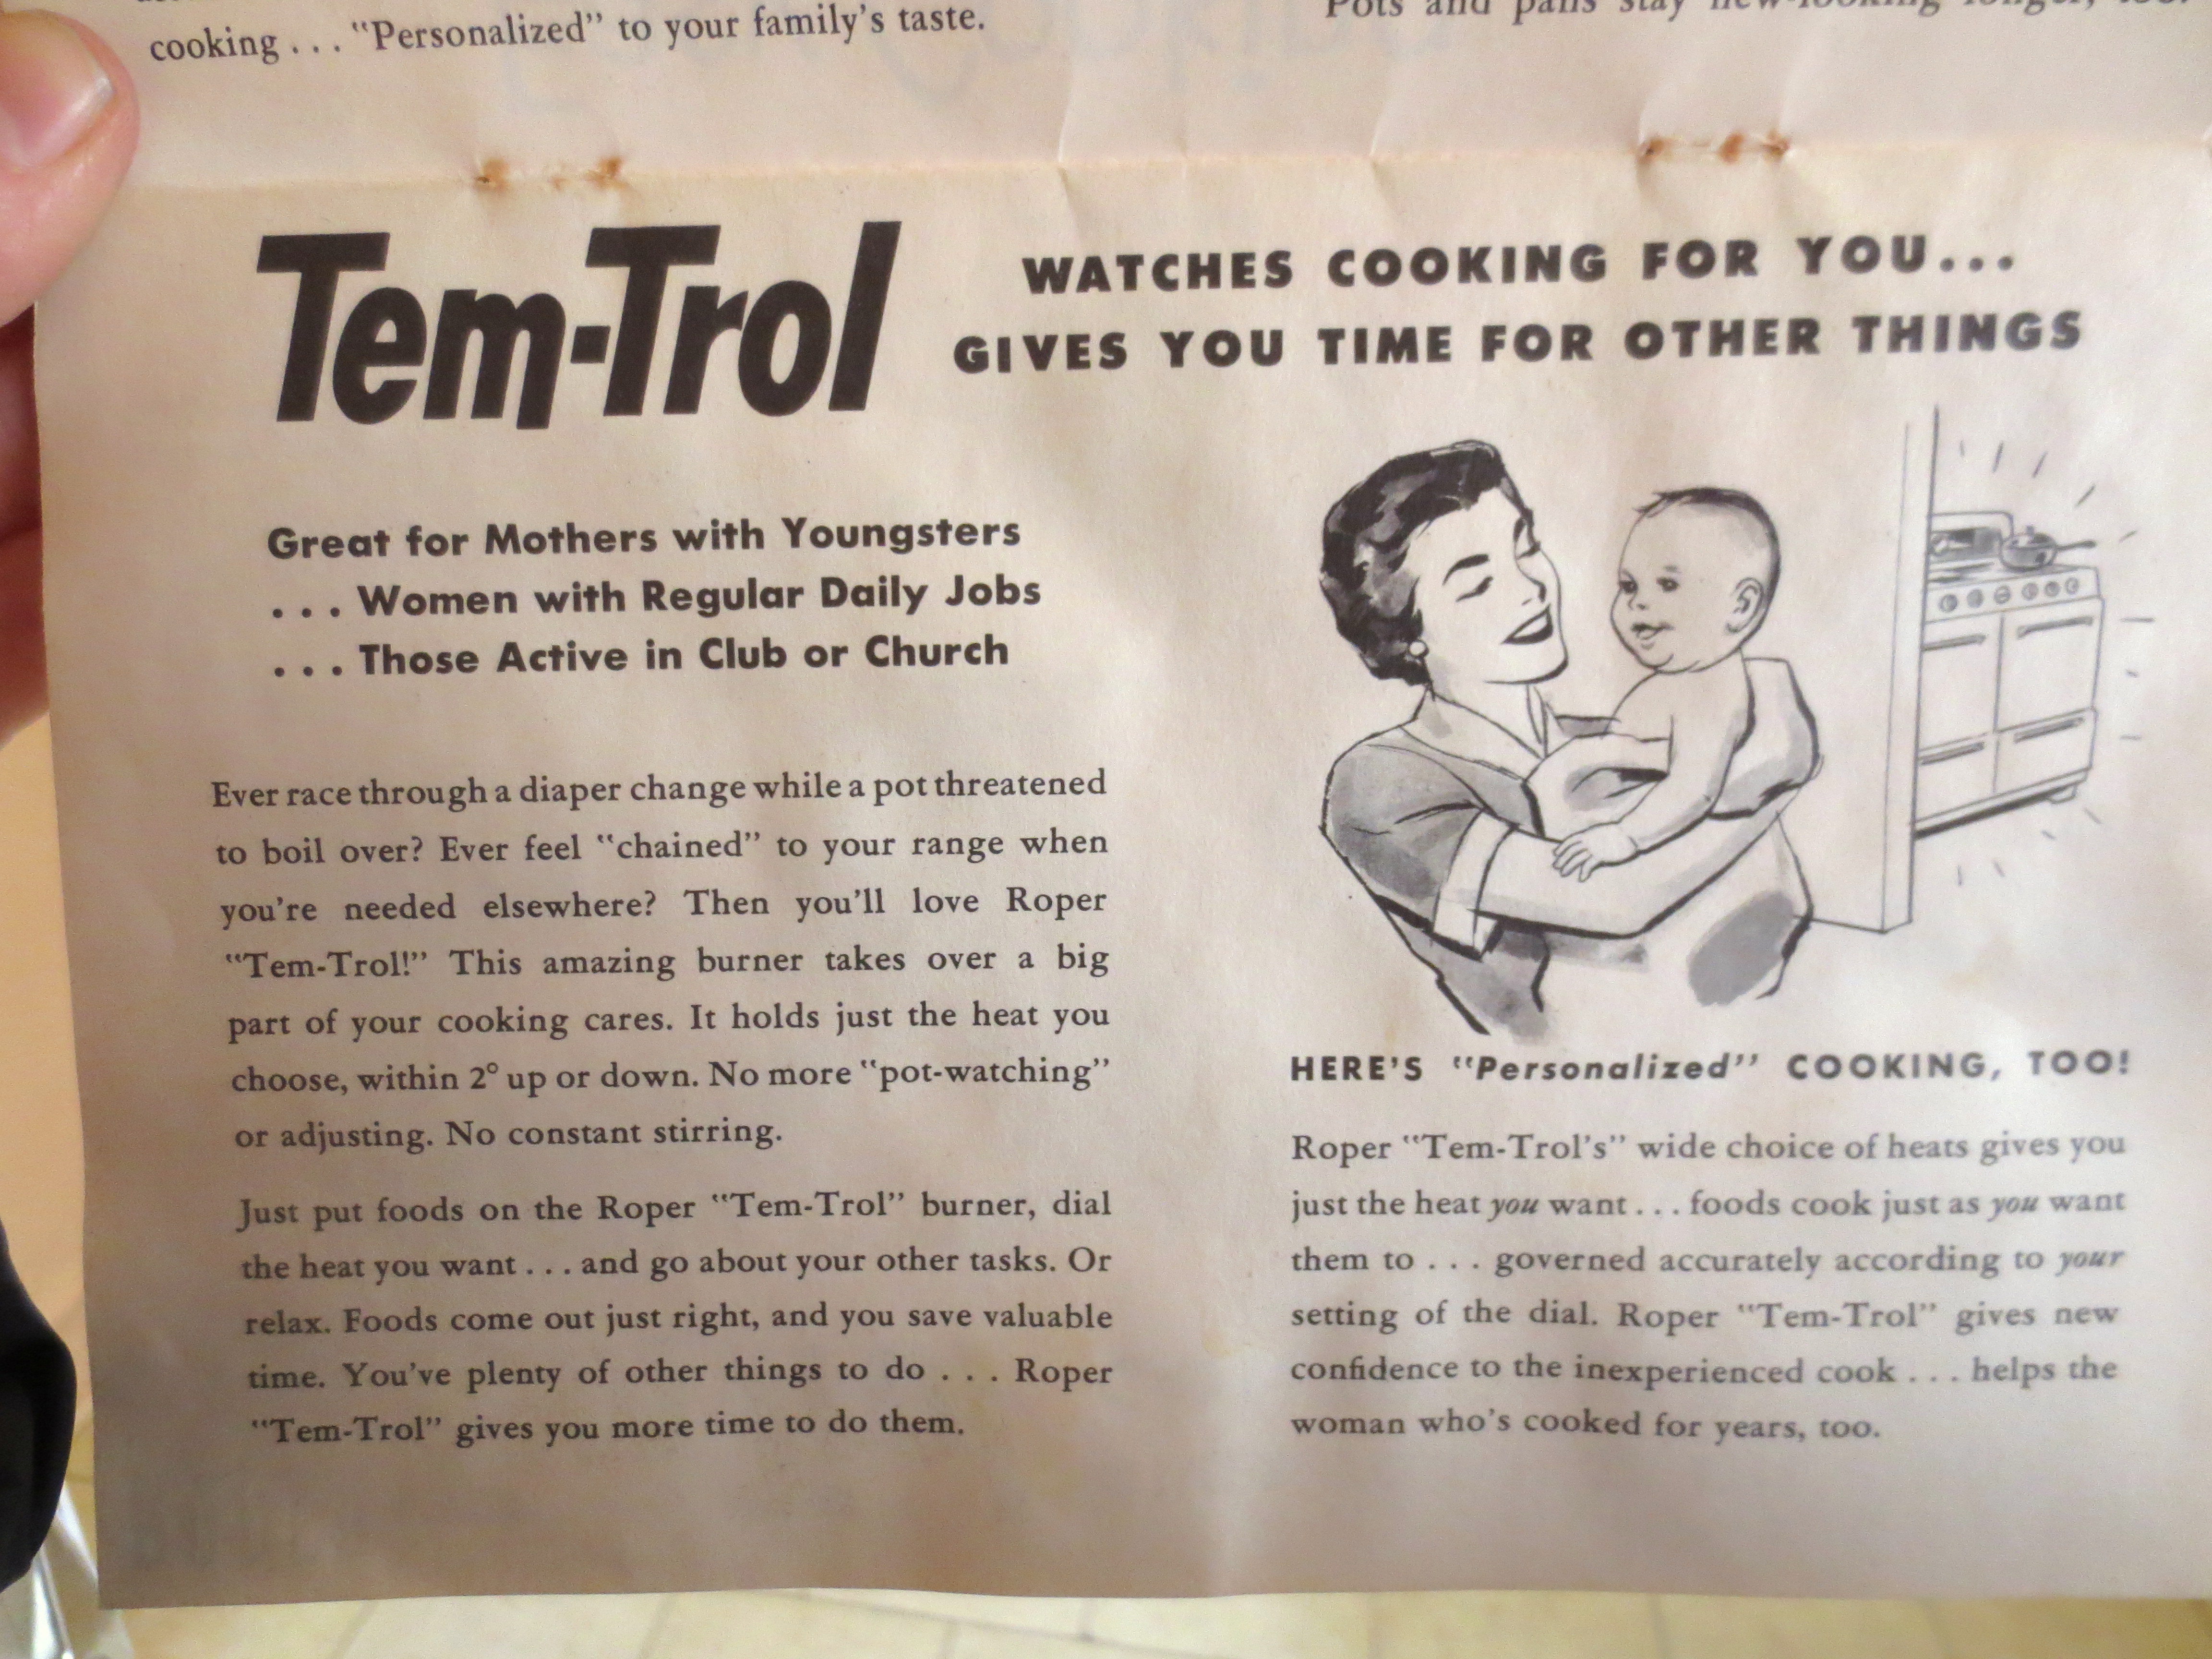 cooking . . . "Personalized" to your family's taste.
Pots and pans stay new-looking longer, too.
Tem-Trol
WATCHES COOKING FOR YOU...
GIVES YOU TIME FOR OTHER THINGS
Great for Mothers with Youngsters
. . . Women with Regular Daily Jobs
. . . Those Active in Club or Church
Ever race through a diaper change while a pot threatened
to boil over? Ever feel "chained" to your range when
you're needed elsewhere? Then you'll love Roper
"Tem-Trol!" This amazing burner takes over a big
part of your cooking cares. It holds just the heat you
choose, within 2° up or down. No more "pot-watching"
or adjusting. No constant stirring.
Just put foods on the Roper "Tem-Trol" burner, dial
the heat you want . . . and go about your other tasks. Or
relax. Foods come out just right, and you save valuable
time. You've plenty of other things to do . . . Roper
"Tem-Trol" gives you more time to do them.
HERE'S "Personalized" COOKING, TOO!
Roper "Tem-Trol's" wide choice of heats gives you
just the heat you want . . . foods cook just as you want
them to . . . governed accurately according to your
setting of the dial. Roper "Tem-Trol" gives new
confidence to the inexperienced cook . . . helps the
woman who's cooked for years, too.